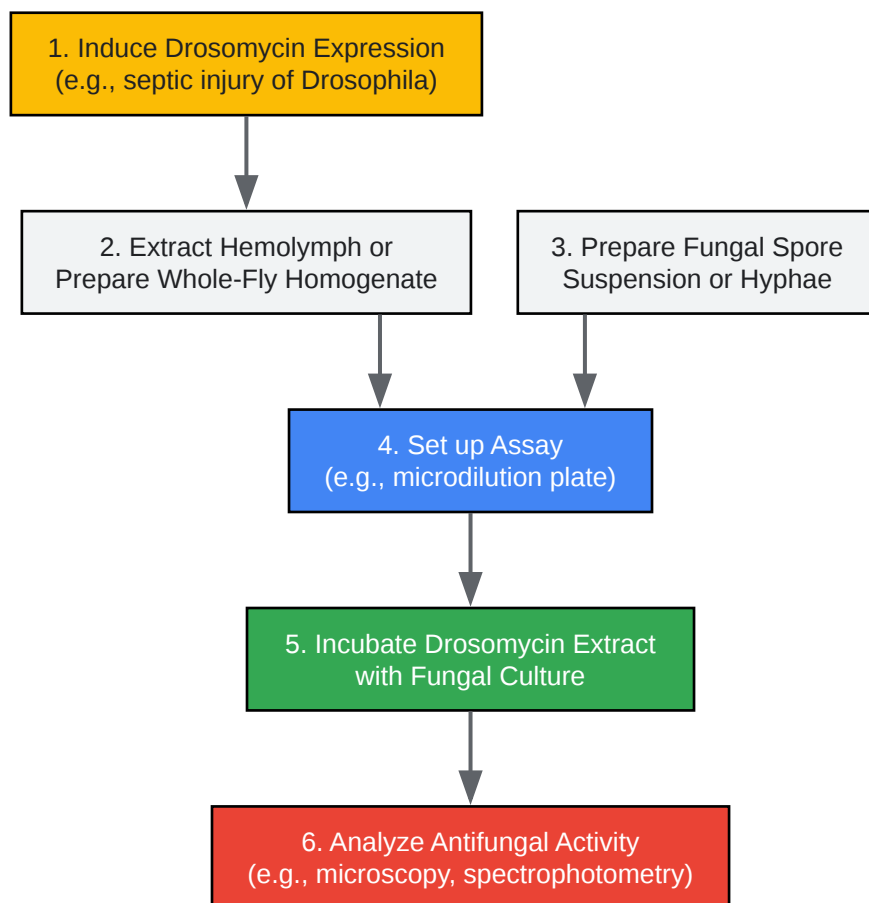 1. Induce Drosomycin Expression
(e.g., septic injury of Drosophila)
2. Extract Hemolymph or
Prepare Whole-Fly Homogenate
3. Prepare Fungal Spore
Suspension or Hyphae
4. Set up Assay
(e.g., microdilution plate)
5. Incubate Drosomycin Extract
with Fungal Culture
6. Analyze Antifungal Activity
(e.g., microscopy, spectrophotometry)